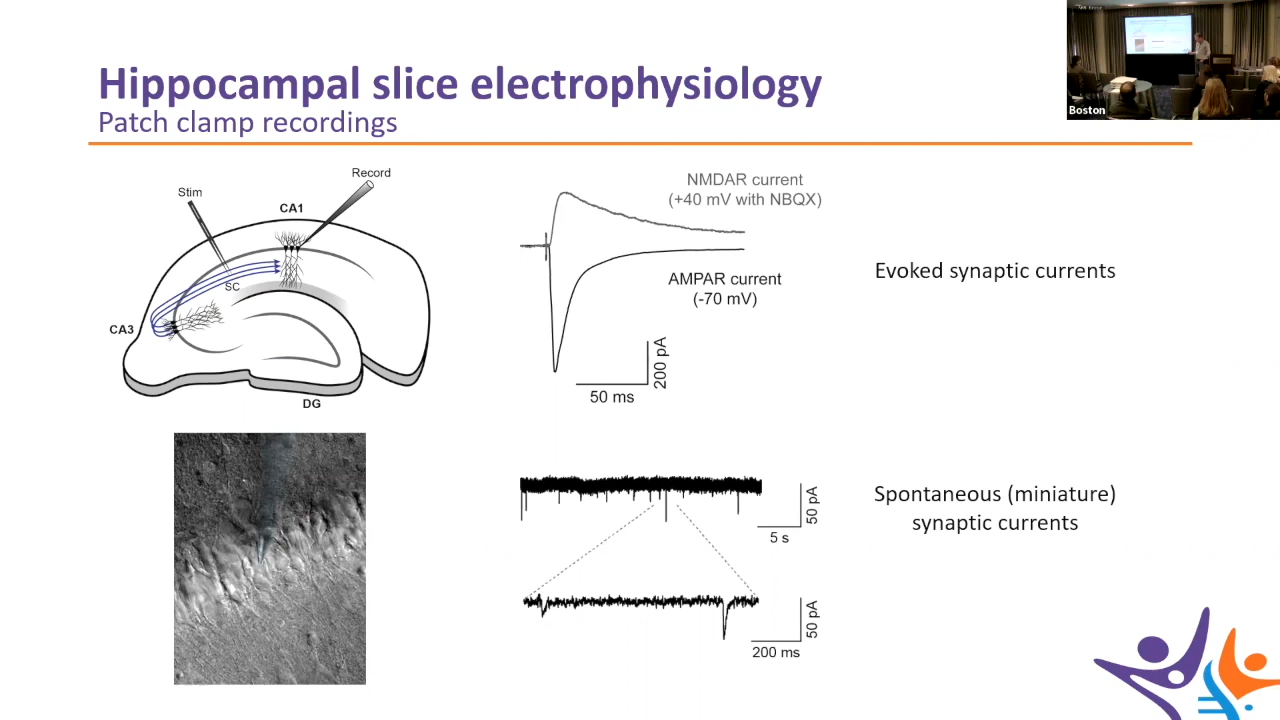 Hippocampal slice electrophysiology
Patch clamp recordings
Boston
Stim
Record
CA1
SC
CA3
DG
NMDAR current
(+40 mV with NBQX)
AMPAR current
(-70 mV)
200 pA
50 ms
Evoked synaptic currents
50 pA
5 s
50 pA
200 ms
Spontaneous (miniature)
synaptic currents